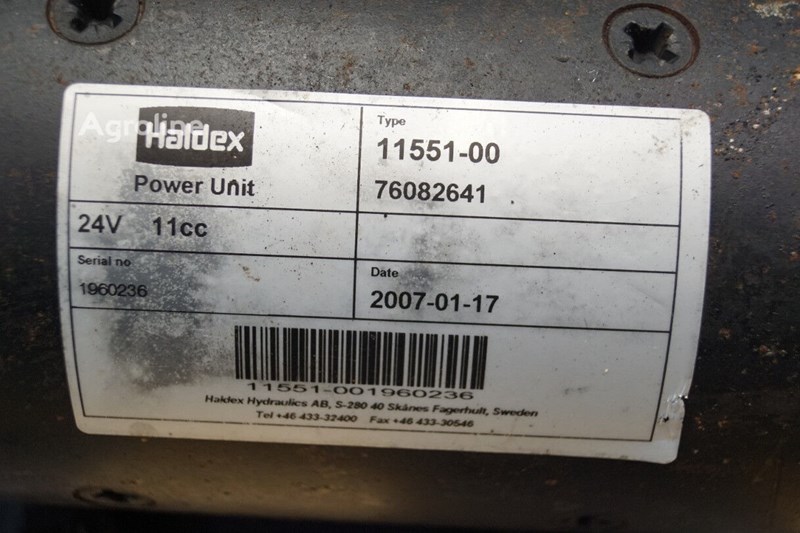 Agroline
Haldex
Power Unit
Type
11551-00
76082641
24V 11cc
Serial no
1960236
Date
2007-01-17
11551-001960236
Haldex Hydraulics AB, S-280 40 Skånes Fagerhult, Sweden
Tel +46 433-32400 Fax +46 433-30546